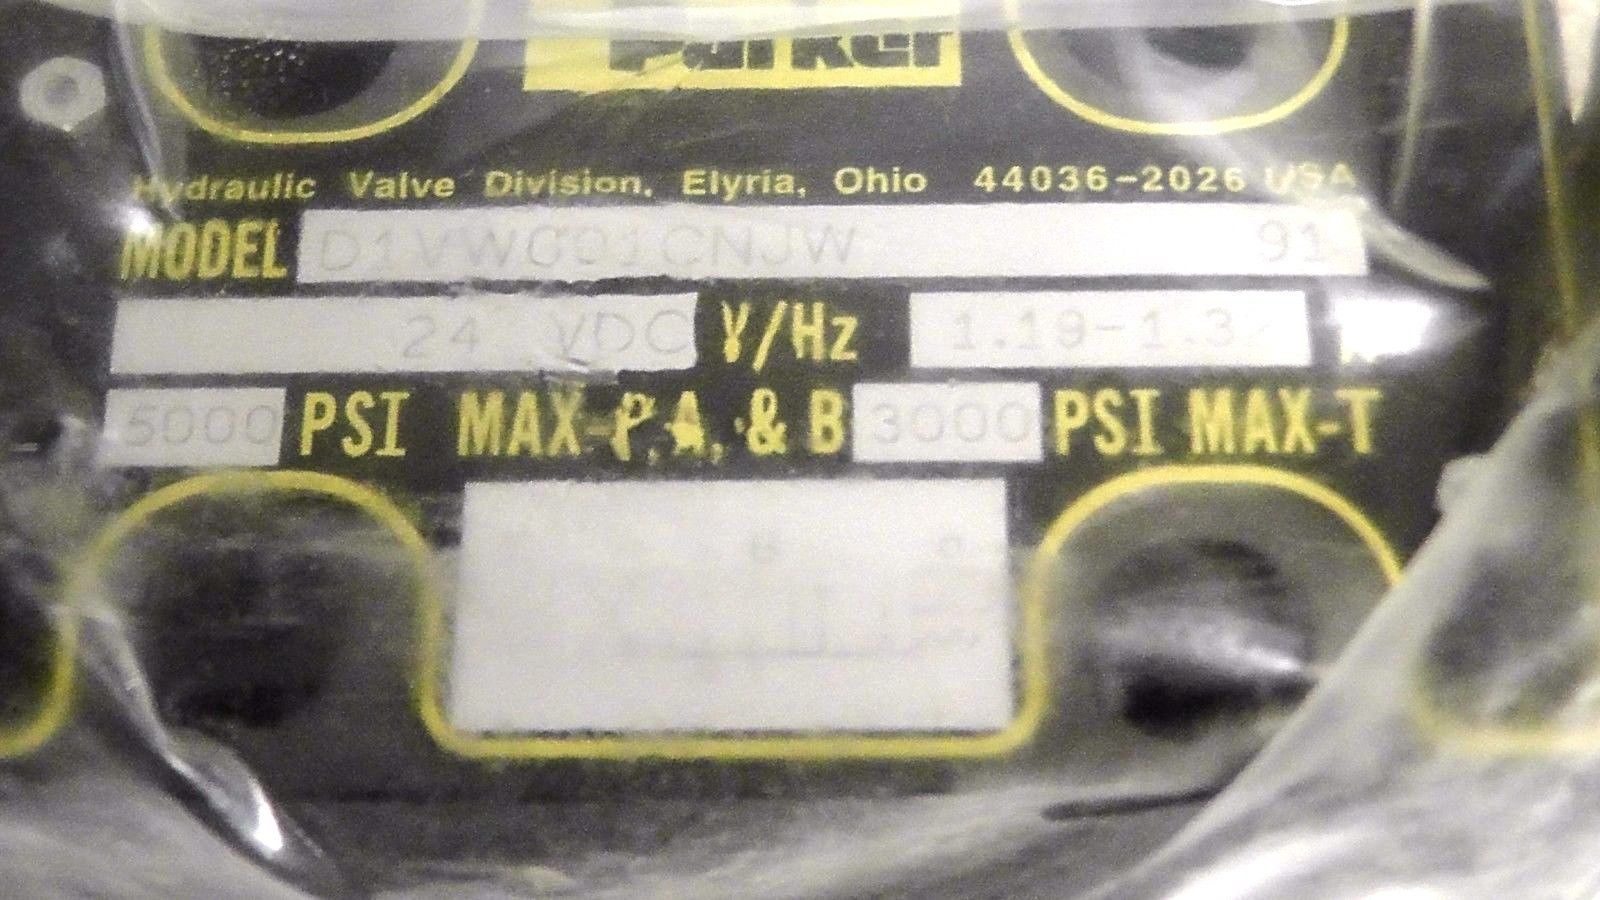 Parker
Hydraulic Valve Division, Elyria, Ohio 44036-2026 USA
MODEL D1VW001CNJW 91
24 VDC V/Hz 1.19-1.32
5000 PSI MAX-P,A, & B 3000 PSI MAX-T